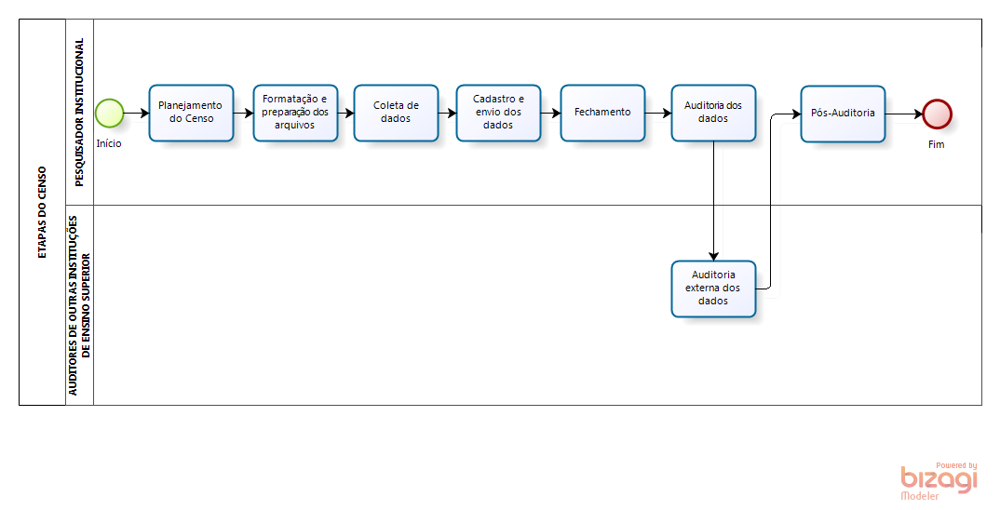 ETAPAS DO CENSO
PESQUISADOR INSTITUCIONAL
Início
Planejamento
do Censo
Formatação e
preparação dos
arquivos
Coleta de
dados
Cadastro e
envio dos
dados
Fechamento
Auditoria dos
dados
Pós-Auditoria
Fim
AUDITORES DE OUTRAS INSTITUÇÕES
DE ENSINO SUPERIOR
Auditoria
externa dos
dados
Powered by
bizagi
Modeler